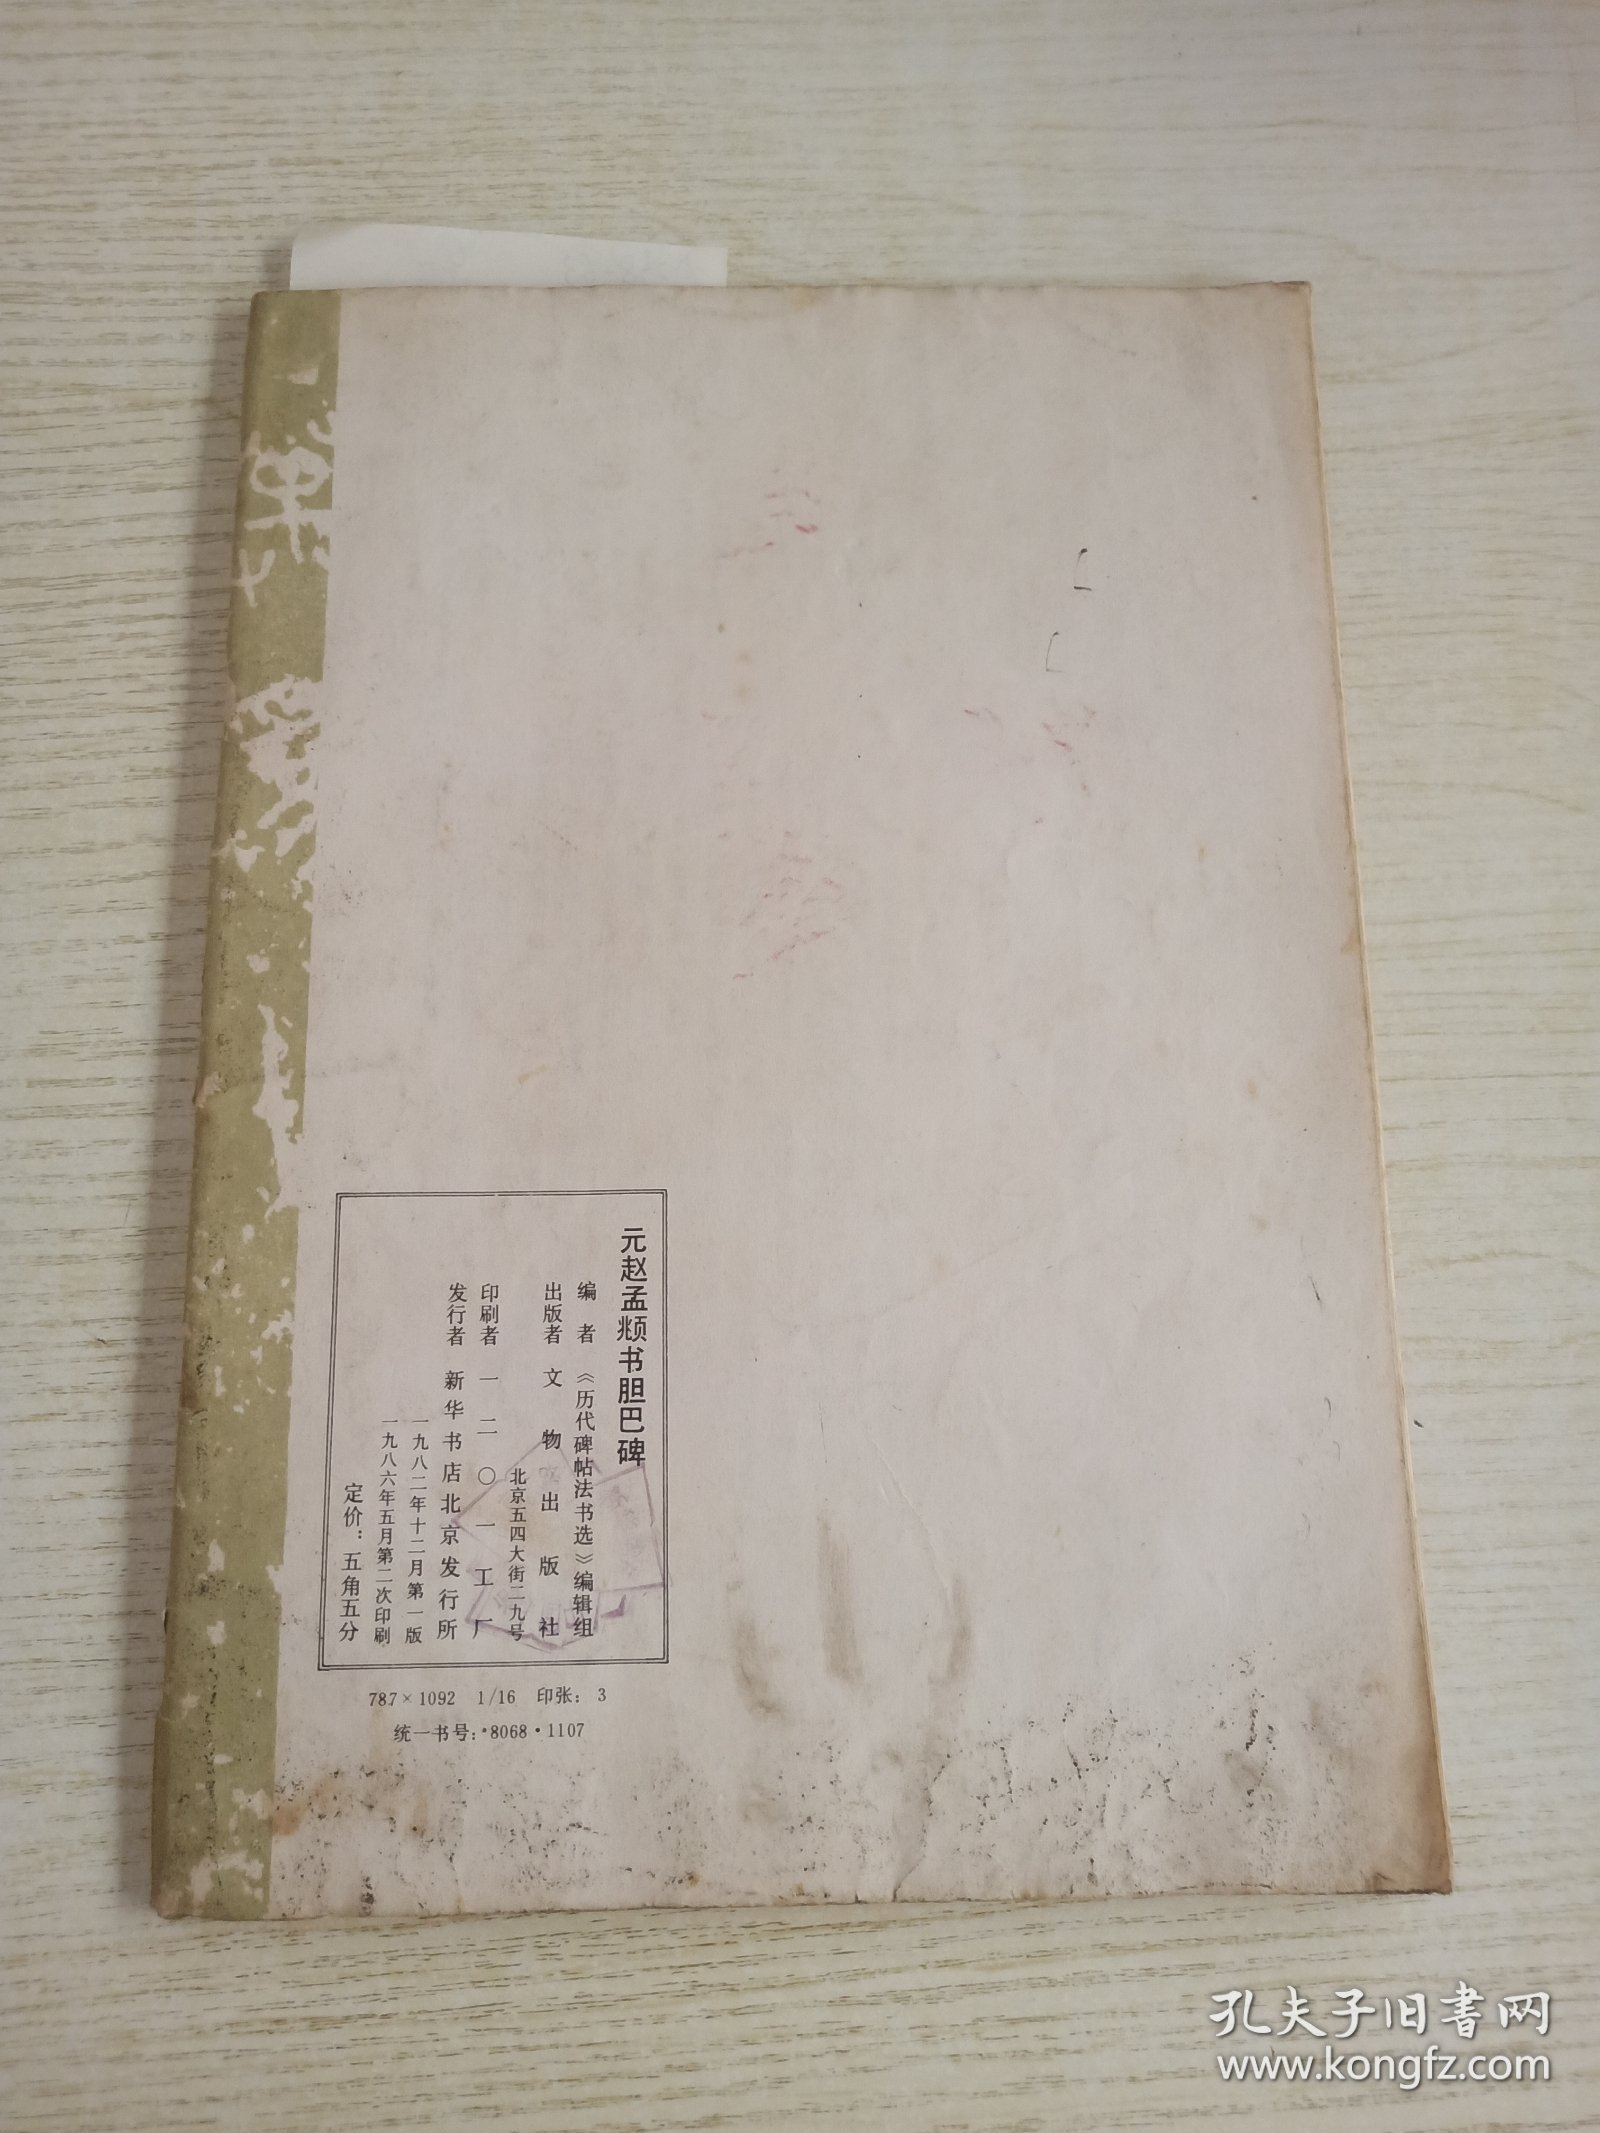 元赵孟頫书胆巴碑
编者 《历代碑帖法书选》编辑组
出版者 文物出版社
北京五四大街二九号
印刷者 一二〇一工厂
发行者 新华书店北京发行所
一九八二年十二月第一版
一九八六年五月第二次印刷
定价：五角五分
787×1092 1/16 印张：3
统一书号：8068·1107
孔夫子旧书网
www.kongfz.com